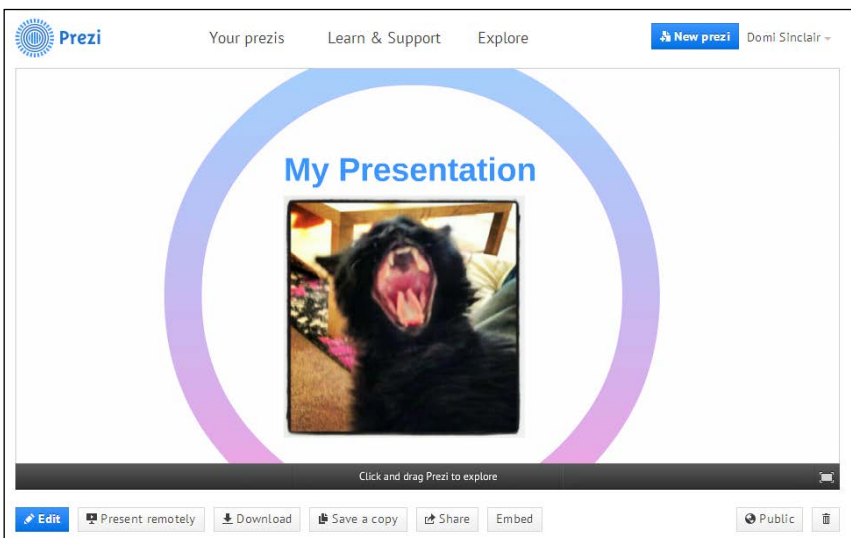 Prezi Your prezis Learn & Support Explore New prezi Domi Sinclair
My Presentation
Click and drag Prezi to explore
Edit Present remotely Download Save a copy Share Embed Public